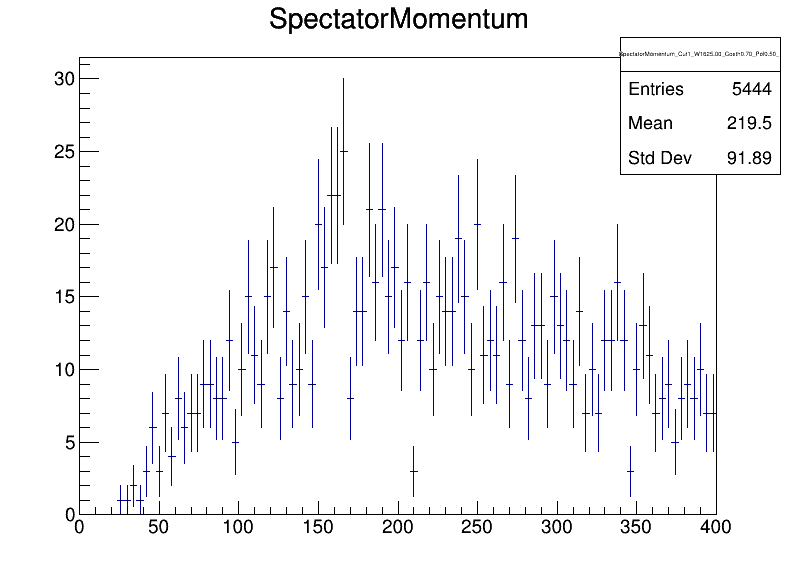 SpectatorMomentum
SpectatorMomentum_Cut1_W1625.00_Costh0.70_Pol0.50_
Entries 5444
Mean 219.5
Std Dev 91.89
30
25
20
15
10
5
0
0 50 100 150 200 250 300 350 400